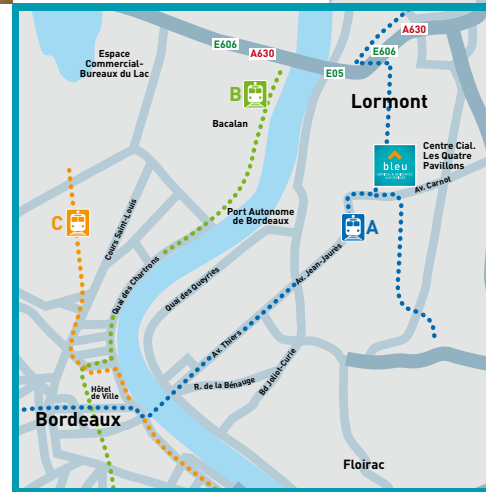 E606
A630
A630
E606
E05
Espace
Commercial-
Bureaux du Lac
Lormont
B
Bacalan
Centre Cial.
Les Quatre
Pavillons
bleu
Av. Carnot
C
Cours Saint-Louis
Port Autonome
de Bordeaux
A
Av. Jean-Jaurès
Quai des Chartrons
Quai des Queyries
Av. Thiers
R. de la Bénauge
Bd Joliot-Curie
Hôtel
de Ville
Bordeaux
Floirac